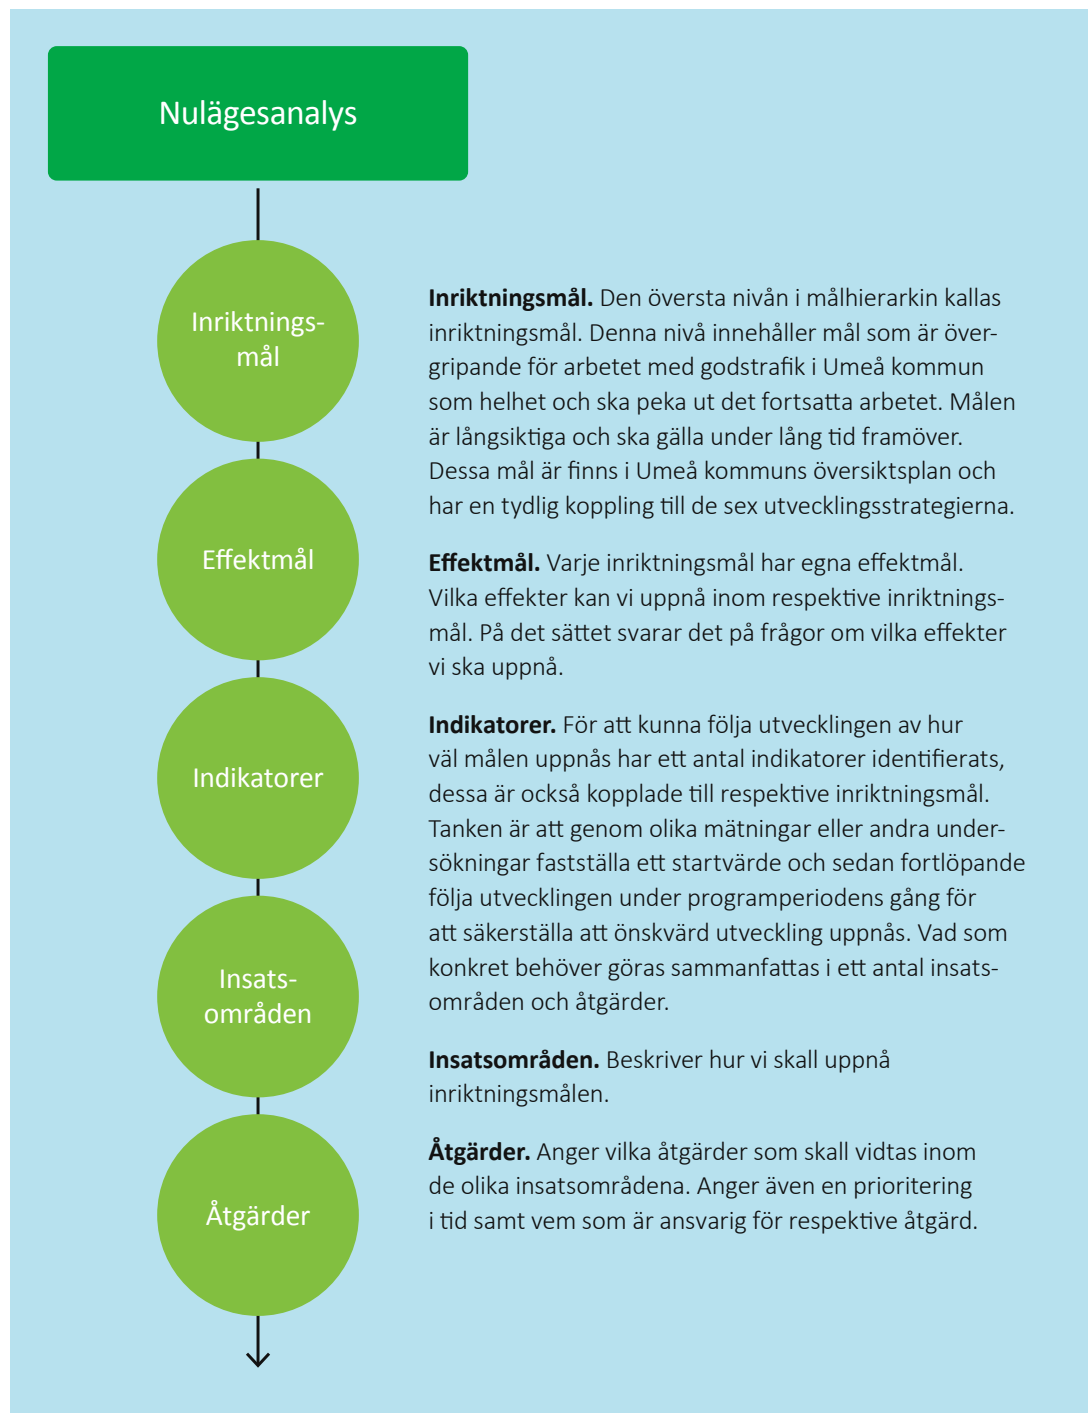 Nulägesanalys
Inriktnings-
mål
Inriktningsmål. Den översta nivån i målhierarkin kallas
inriktningsmål. Denna nivå innehåller mål som är över-
gripande för arbetet med godstrafik i Umeå kommun
som helhet och ska peka ut det fortsatta arbetet. Målen
är långsiktiga och ska gälla under lång tid framöver.
Dessa mål är finns i Umeå kommuns översiktsplan och
har en tydlig koppling till de sex utvecklingsstrategierna.
Effektmål
Effektmål. Varje inriktningsmål har egna effektmål.
Vilka effekter kan vi uppnå inom respektive inriktnings-
mål. På det sättet svarar det på frågor om vilka effekter
vi ska uppnå.
Indikatorer
Indikatorer. För att kunna följa utvecklingen av hur
väl målen uppnås har ett antal indikatorer identifierats,
dessa är också kopplade till respektive inriktningsmål.
Tanken är att genom olika mätningar eller andra under-
sökningar fastställa ett startvärde och sedan fortlöpande
följa utvecklingen under programperiodens gång för
att säkerställa att önskvärd utveckling uppnås. Vad som
konkret behöver göras sammanfattas i ett antal insats-
områden och åtgärder.
Insats-
områden
Insatsområden. Beskriver hur vi skall uppnå
inriktningsmålen.
Åtgärder
Åtgärder. Anger vilka åtgärder som skall vidtas inom
de olika insatsområdena. Anger även en prioritering
i tid samt vem som är ansvarig för respektive åtgärd.